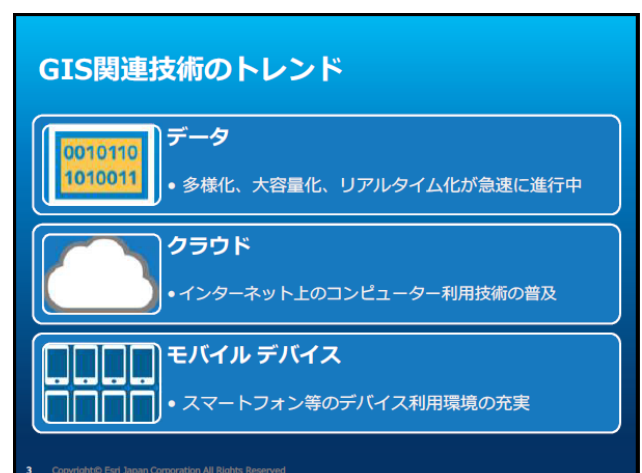 GIS関連技術のトレンド
0010110
1010011
データ
• 多様化、大容量化、リアルタイム化が急速に進行中
クラウド
• インターネット上のコンピューター利用技術の普及
モバイル デバイス
• スマートフォン等のデバイス利用環境の充実
3 Copyright© Esri Japan Corporation All Rights Reserved